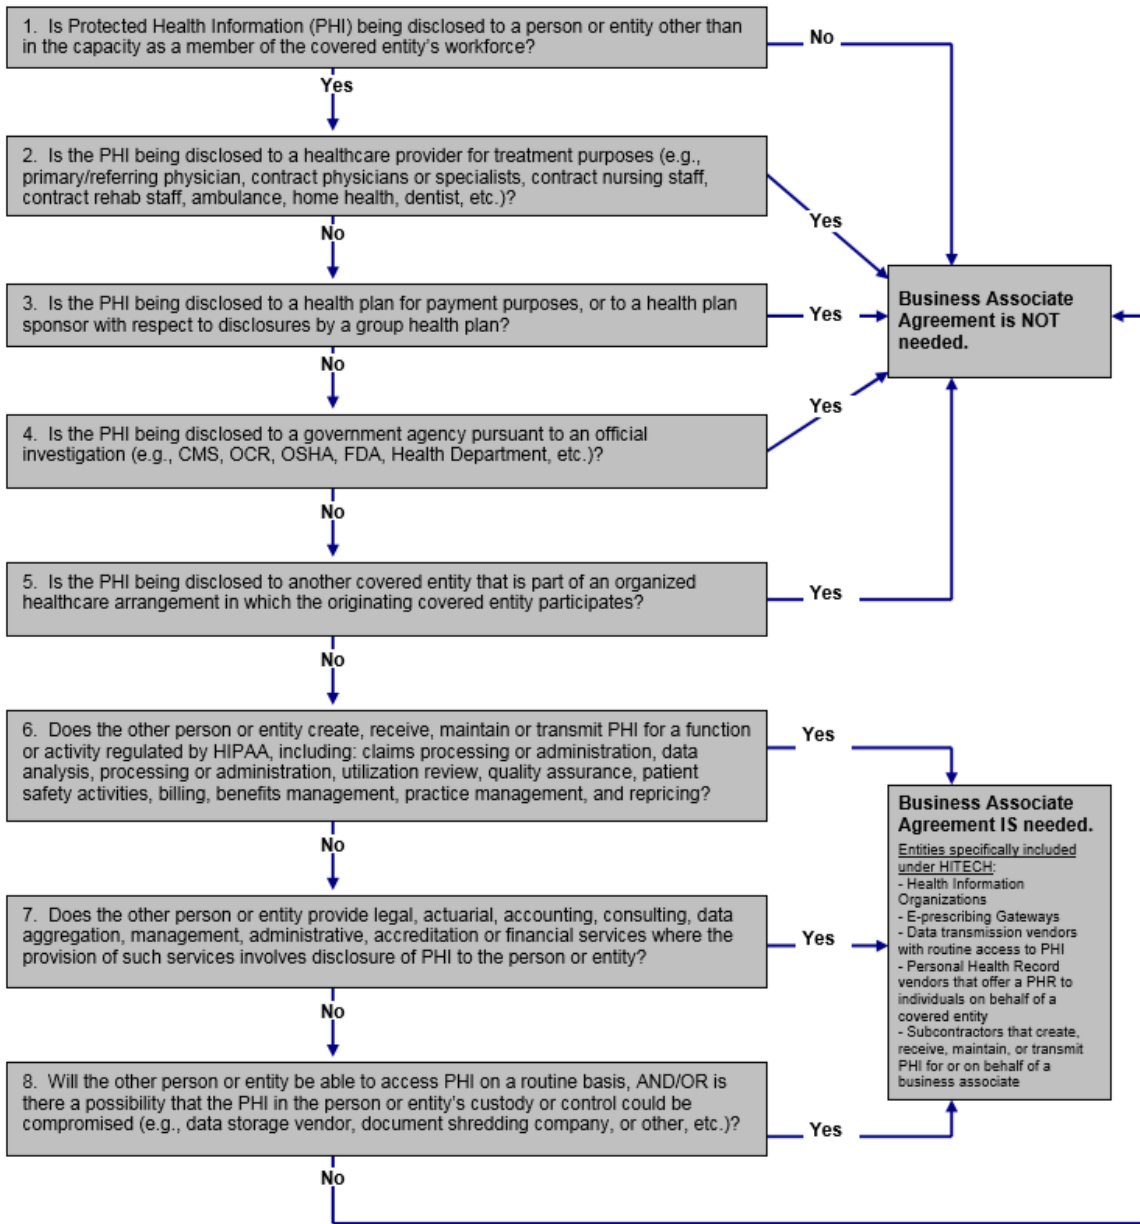 1. Is Protected Health Information (PHI) being disclosed to a person or entity other than
in the capacity as a member of the covered entity's workforce?
No
Yes
2. Is the PHI being disclosed to a healthcare provider for treatment purposes (e.g.,
primary/referring physician, contract physicians or specialists, contract nursing staff,
contract rehab staff, ambulance, home health, dentist, etc.)?
Yes
No
3. Is the PHI being disclosed to a health plan for payment purposes, or to a health plan
sponsor with respect to disclosures by a group health plan?
Yes
Business Associate
Agreement is NOT
needed.
No
4. Is the PHI being disclosed to a government agency pursuant to an official
investigation (e.g., CMS, OCR, OSHA, FDA, Health Department, etc.)?
Yes
No
5. Is the PHI being disclosed to another covered entity that is part of an organized
healthcare arrangement in which the originating covered entity participates?
Yes
No
6. Does the other person or entity create, receive, maintain or transmit PHI for a function
or activity regulated by HIPAA, including: claims processing or administration, data
analysis, processing or administration, utilization review, quality assurance, patient
safety activities, billing, benefits management, practice management, and repricing?
Yes
No
Business Associate
Agreement IS needed.
Entities specifically included
under HITECH:
- Health Information
Organizations
- E-prescribing Gateways
- Data transmission vendors
with routine access to PHI
- Personal Health Record
vendors that offer a PHR to
individuals on behalf of a
covered entity
- Subcontractors that create,
receive, maintain, or transmit
PHI for or on behalf of a
business associate
7. Does the other person or entity provide legal, actuarial, accounting, consulting, data
aggregation, management, administrative, accreditation or financial services where the
provision of such services involves disclosure of PHI to the person or entity?
Yes
No
8. Will the other person or entity be able to access PHI on a routine basis, AND/OR is
there a possibility that the PHI in the person or entity's custody or control could be
compromised (e.g., data storage vendor, document shredding company, or other, etc.)?
Yes
No